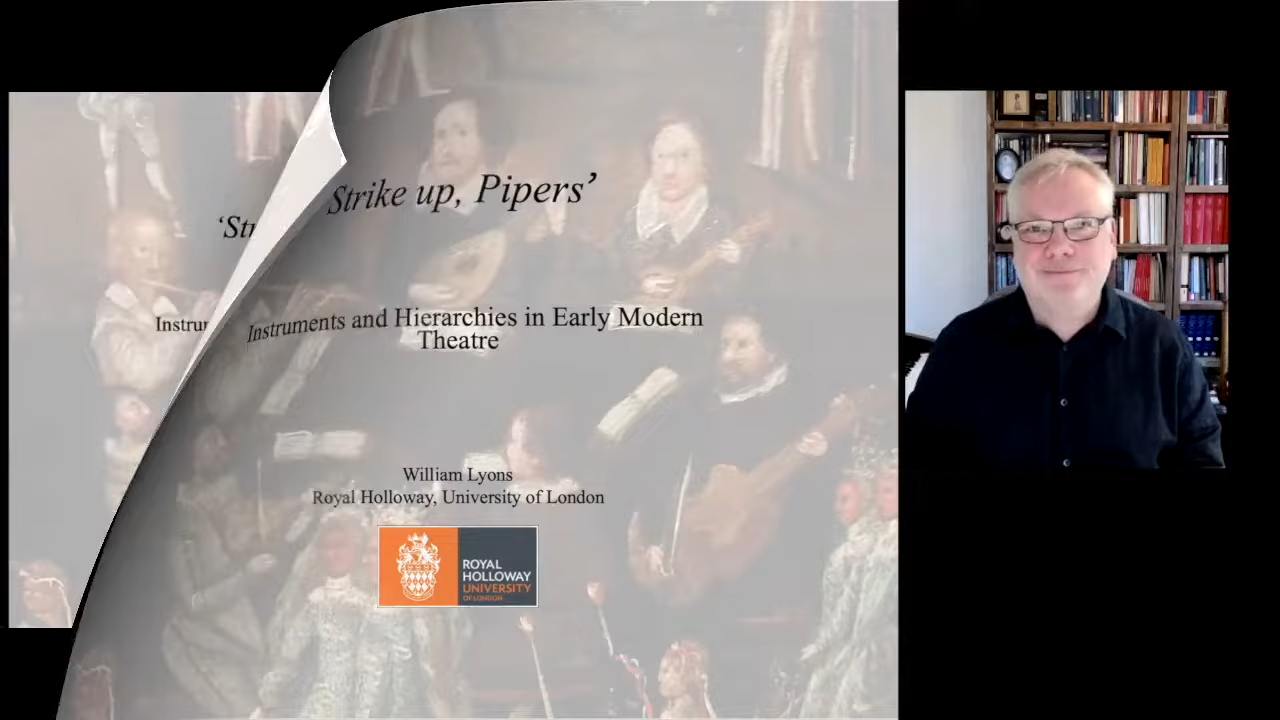 ‘Str
Strike up, Pipers’
Instru
Instruments and Hierarchies in Early Modern
Theatre
William Lyons
Royal Holloway, University of London
ROYAL
HOLLOWAY
UNIVERSITY
OF LONDON